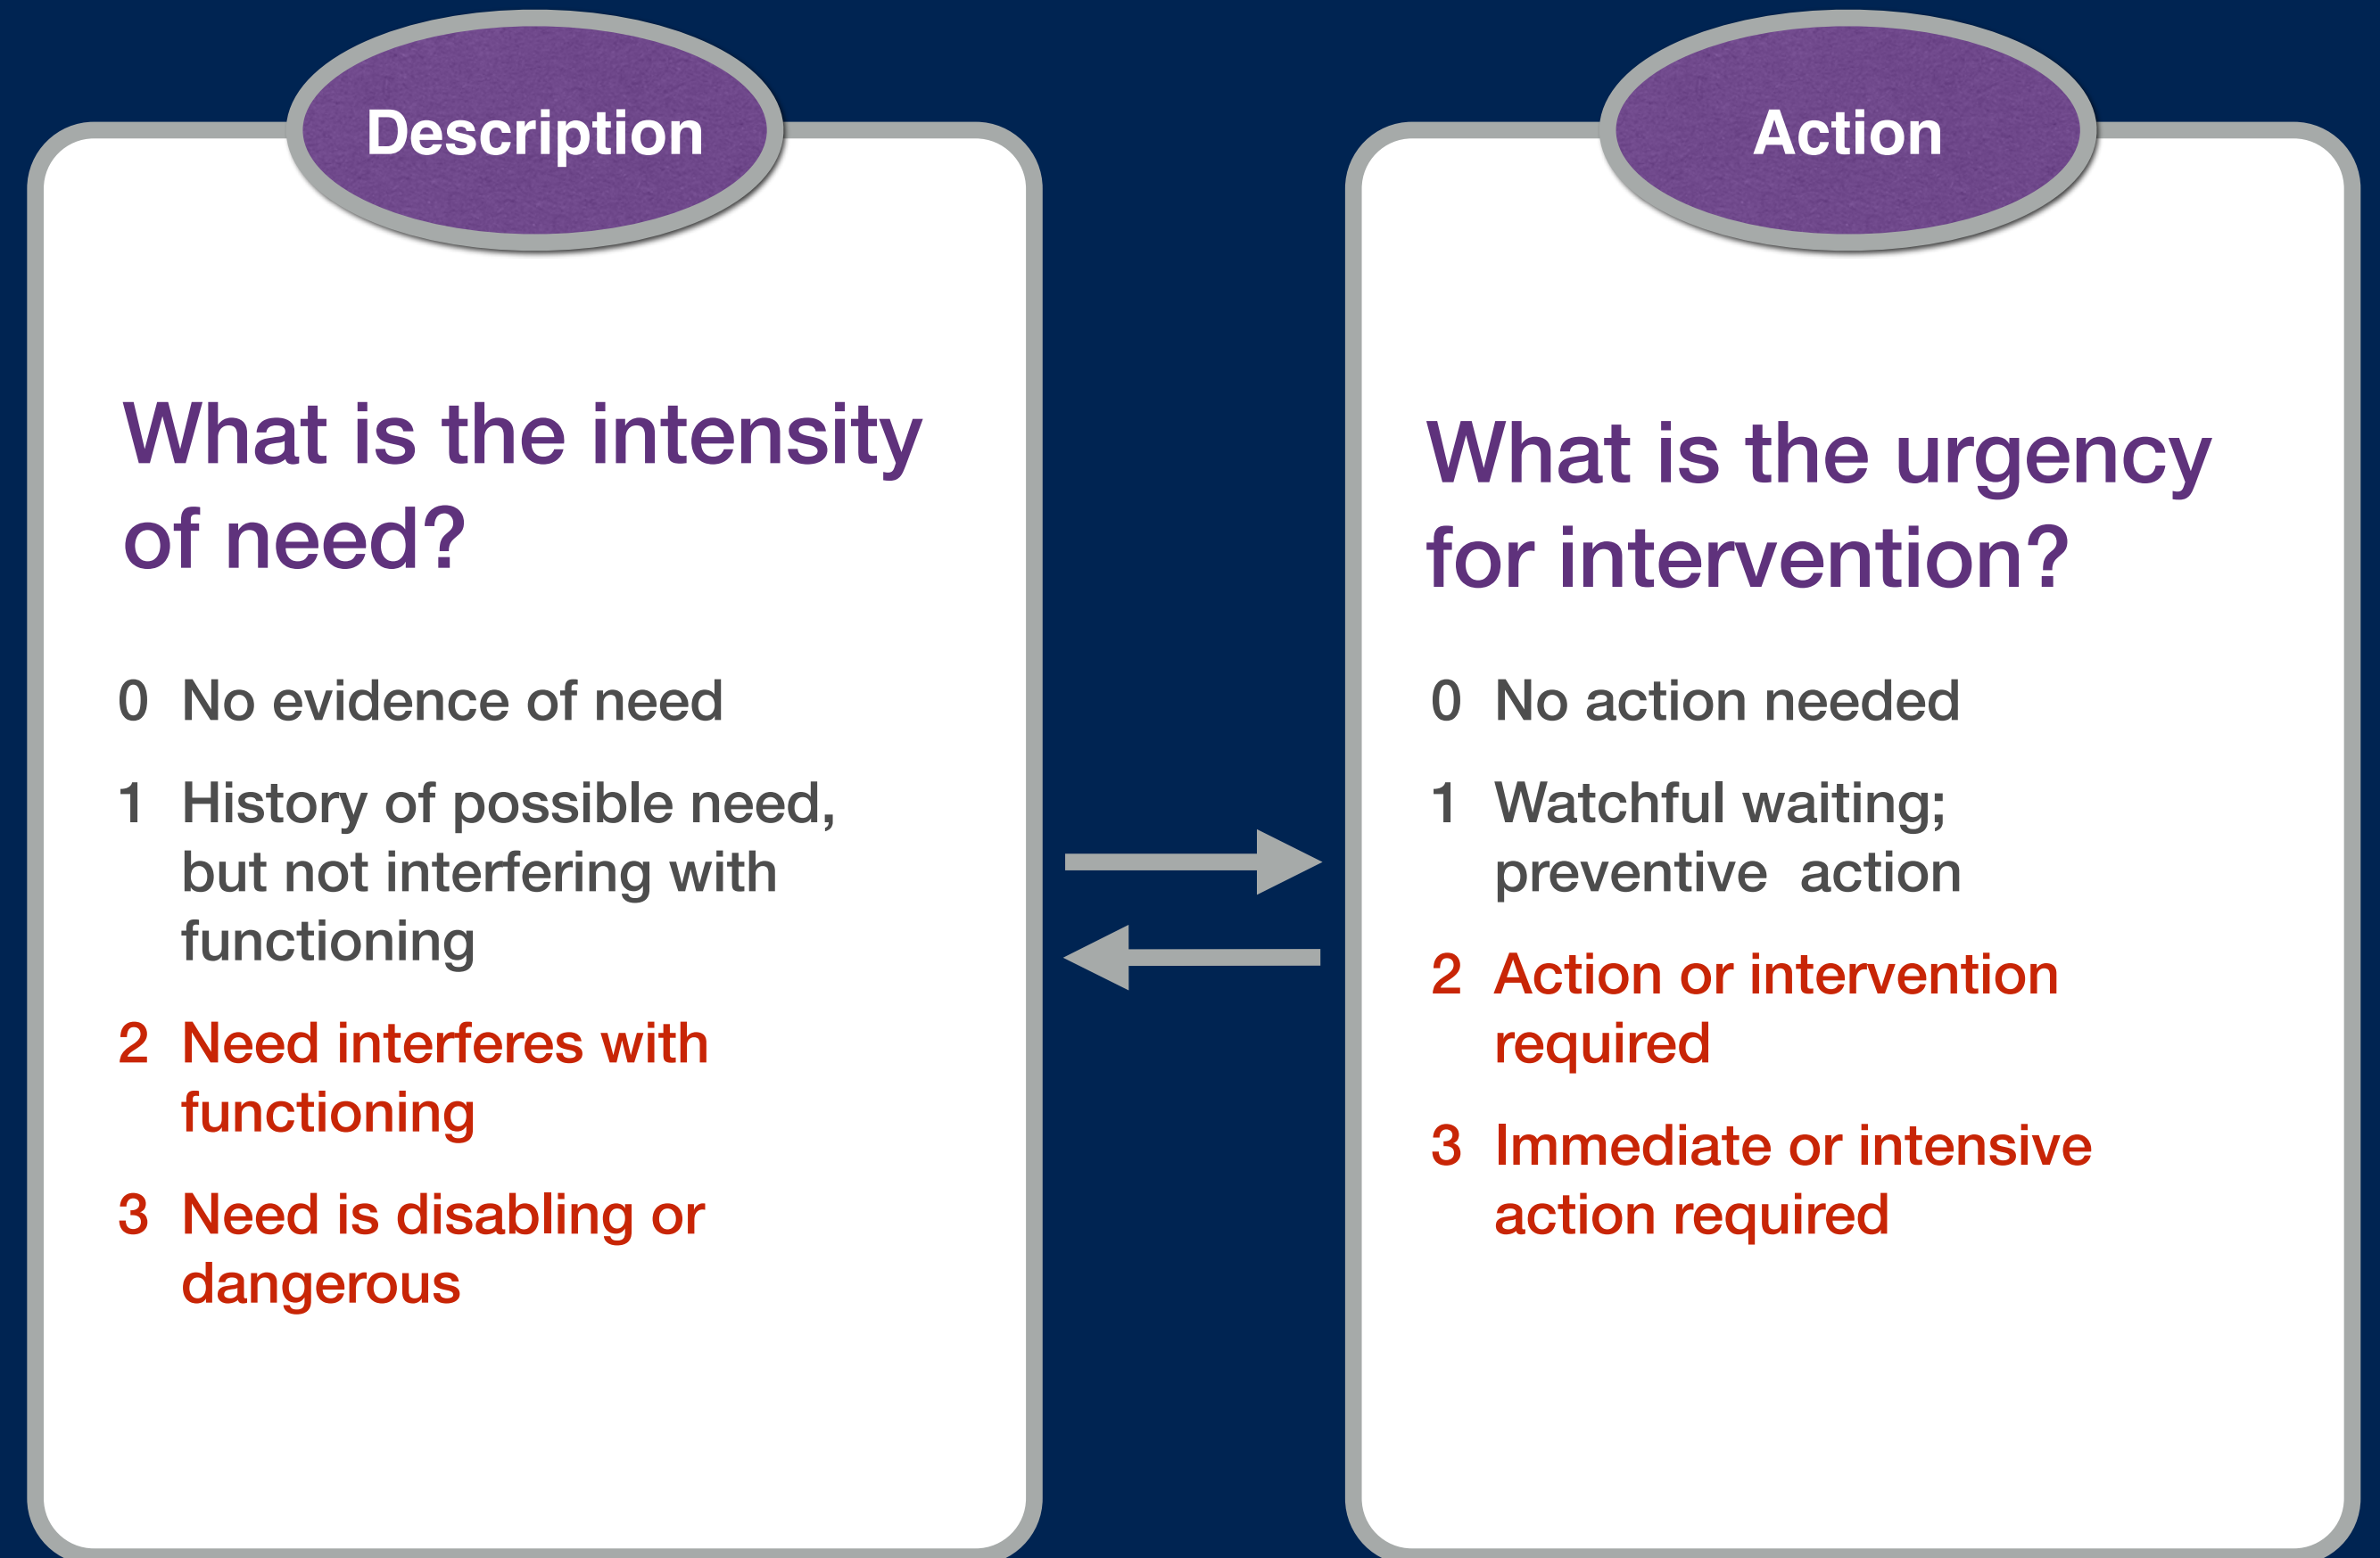 Description
What is the intensity
of need?
0 No evidence of need
1 History of possible need,
but not interfering with
functioning
2 Need interferes with
functioning
3 Need is disabling or
dangerous
Action
What is the urgency
for intervention?
0 No action needed
1 Watchful waiting;
preventive action
2 Action or intervention
required
3 Immediate or intensive
action required